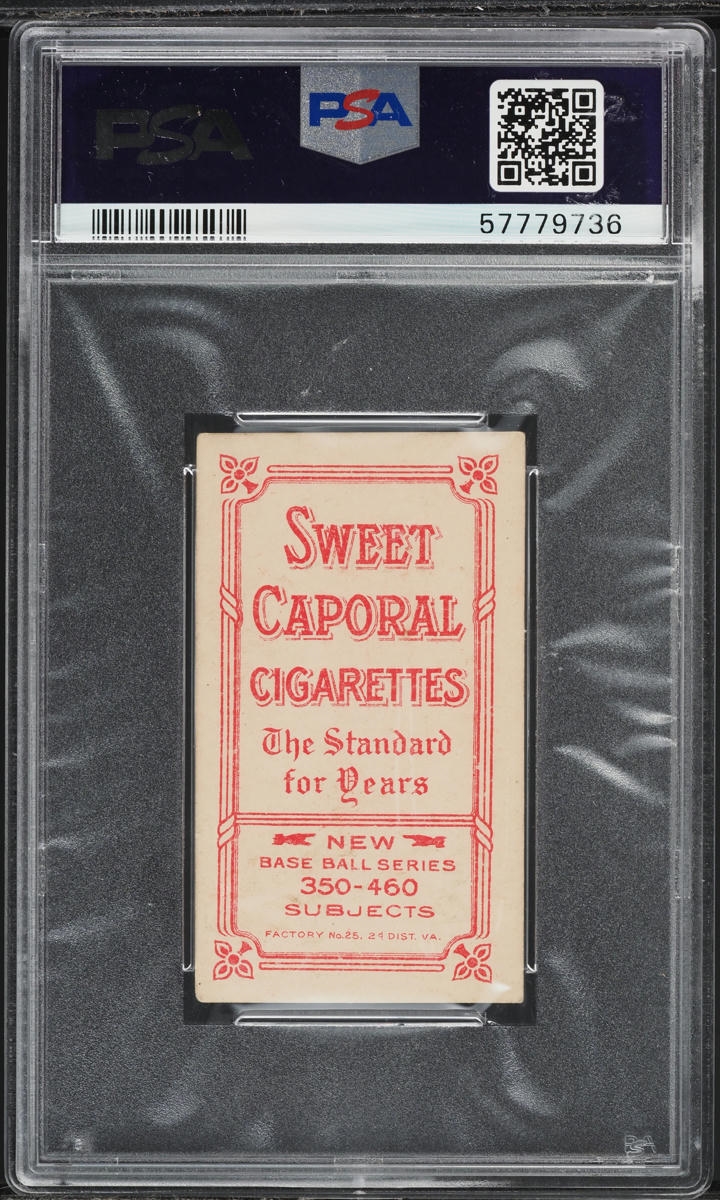 PSA
PSA
57779736
SWEET
CAPORAL
CIGARETTES
The Standard
for Years
NEW
BASE BALL SERIES
350-460
SUBJECTS
FACTORY No.25, 2d DIST. VA.
PSA